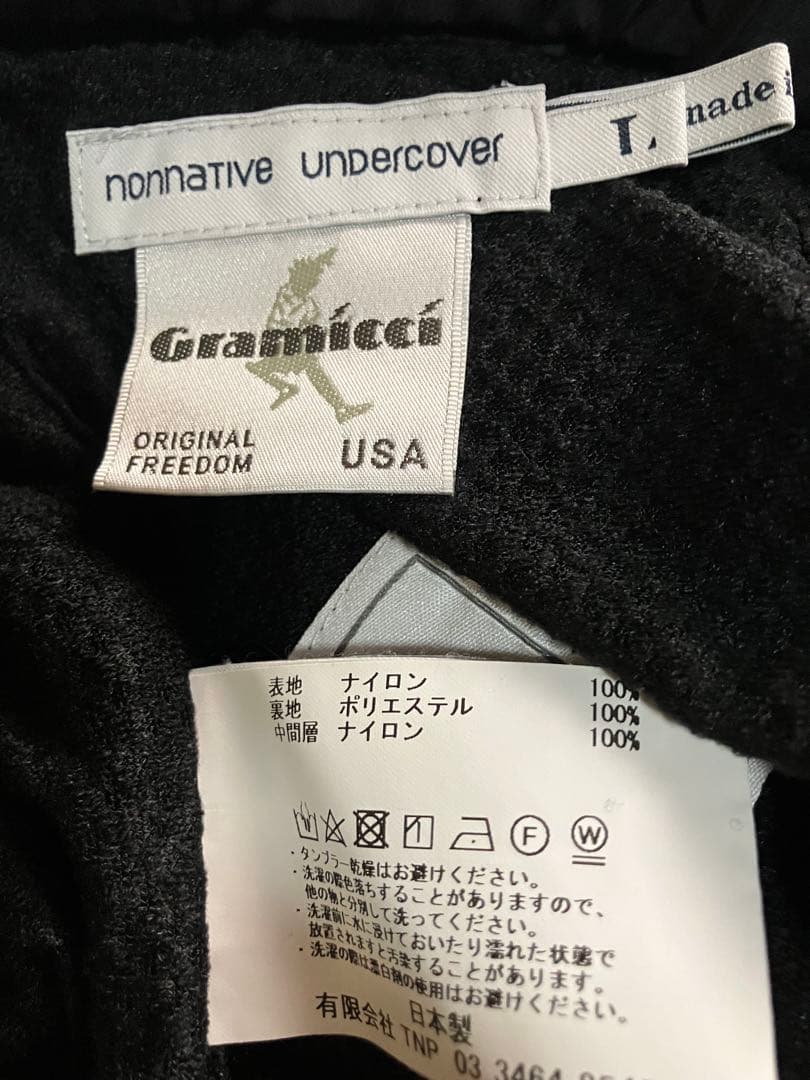 nonnative undercover
L
made i
Gramicci
ORIGINAL
FREEDOM
USA
表地 ナイロン 100%
裏地 ポリエステル 100%
中間層 ナイロン 100%
F
W
・タンブラー乾燥はお避けください。
・洗濯の際色落ちすることがありますので、
他の物と分別して洗ってください。
・洗濯前に水に浸けておいたり濡れた状態で
放置されますと汚染することがあります。
・洗濯の際は漂白剤の使用はお避けください。
日本製
有限会社 TNP 03 3464